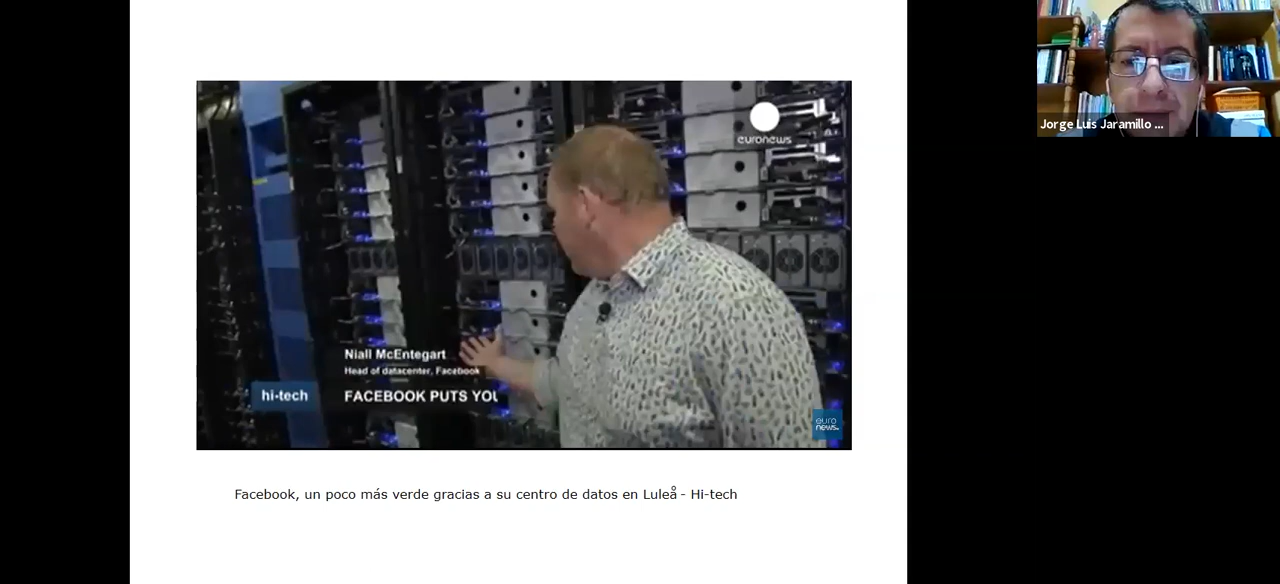 euronews
Jorge Luis Jaramillo ...
Niall McEntegart
Head of datacenter, Facebook
hi-tech
FACEBOOK PUTS YOU
euro
news.
Facebook, un poco más verde gracias a su centro de datos en Luleå - Hi-tech